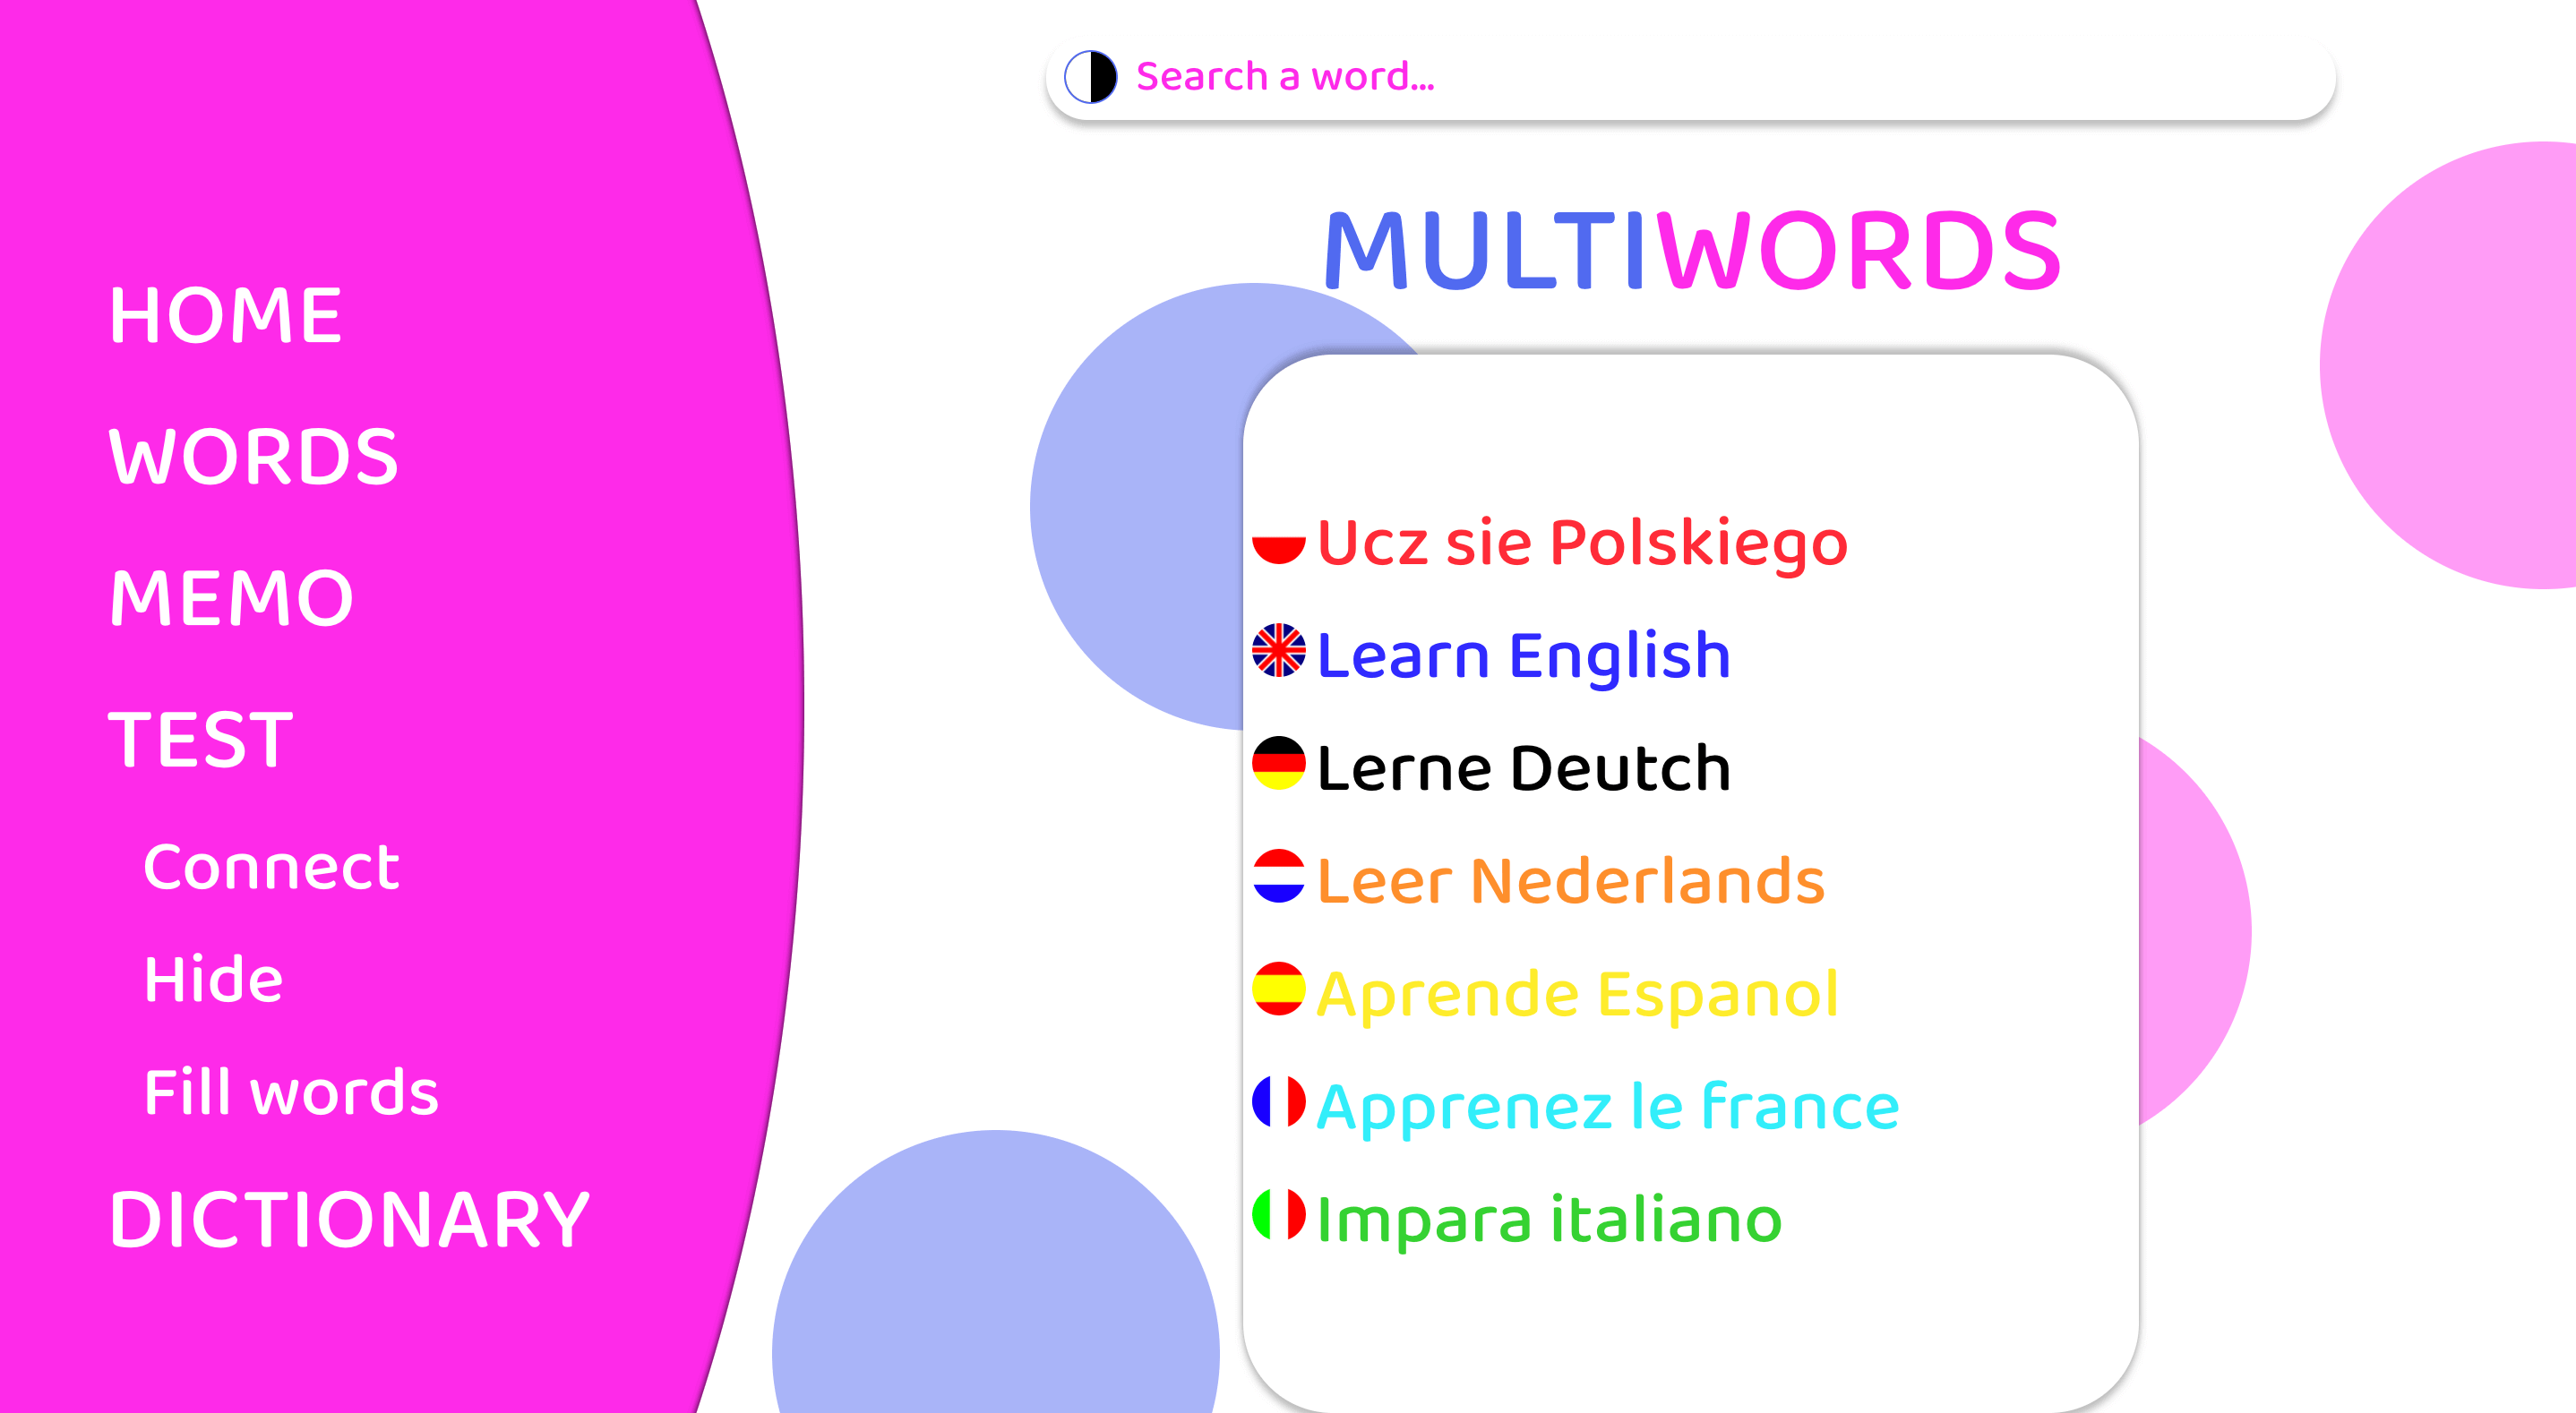 HOME
WORDS
MEMO
TEST
Connect
Hide
Fill words
DICTIONARY
Search a word...
MULTIWORDS
Ucz sie Polskiego
Learn English
Lerne Deutch
Leer Nederlands
Aprende Espanol
Apprenez le france
Impara italiano